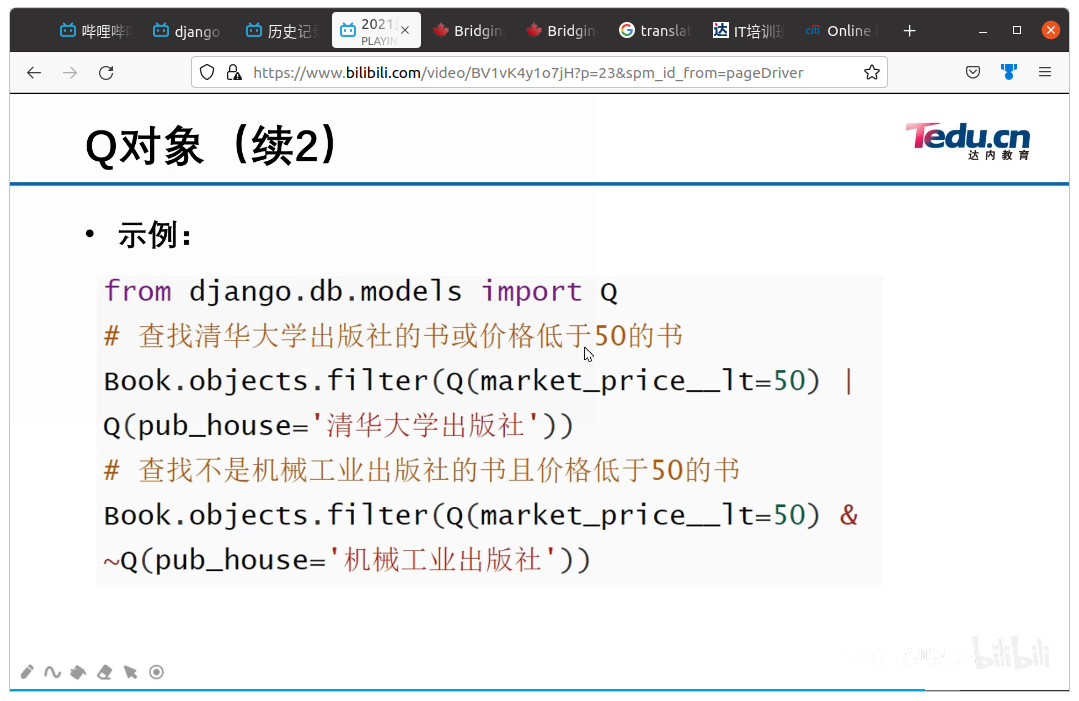 哔哩哔哩
django
历史记录
2021
PLAYIN
Bridgin
Bridgin
translat
达 IT培训班
citi Online
https://www.bilibili.com/video/BV1vK4y1o7jH?p=23&spm_id_from=pageDriver
Q对象（续2）
Tedu.cn
达内教育
• 示例：
from django.db.models import Q
# 查找清华大学出版社的书或价格低于50的书
Book.objects.filter(Q(market_price__lt=50) |
Q(pub_house='清华大学出版社'))
# 查找不是机械工业出版社的书且价格低于50的书
Book.objects.filter(Q(market_price__lt=50) &
~Q(pub_house='机械工业出版社'))
bilibili